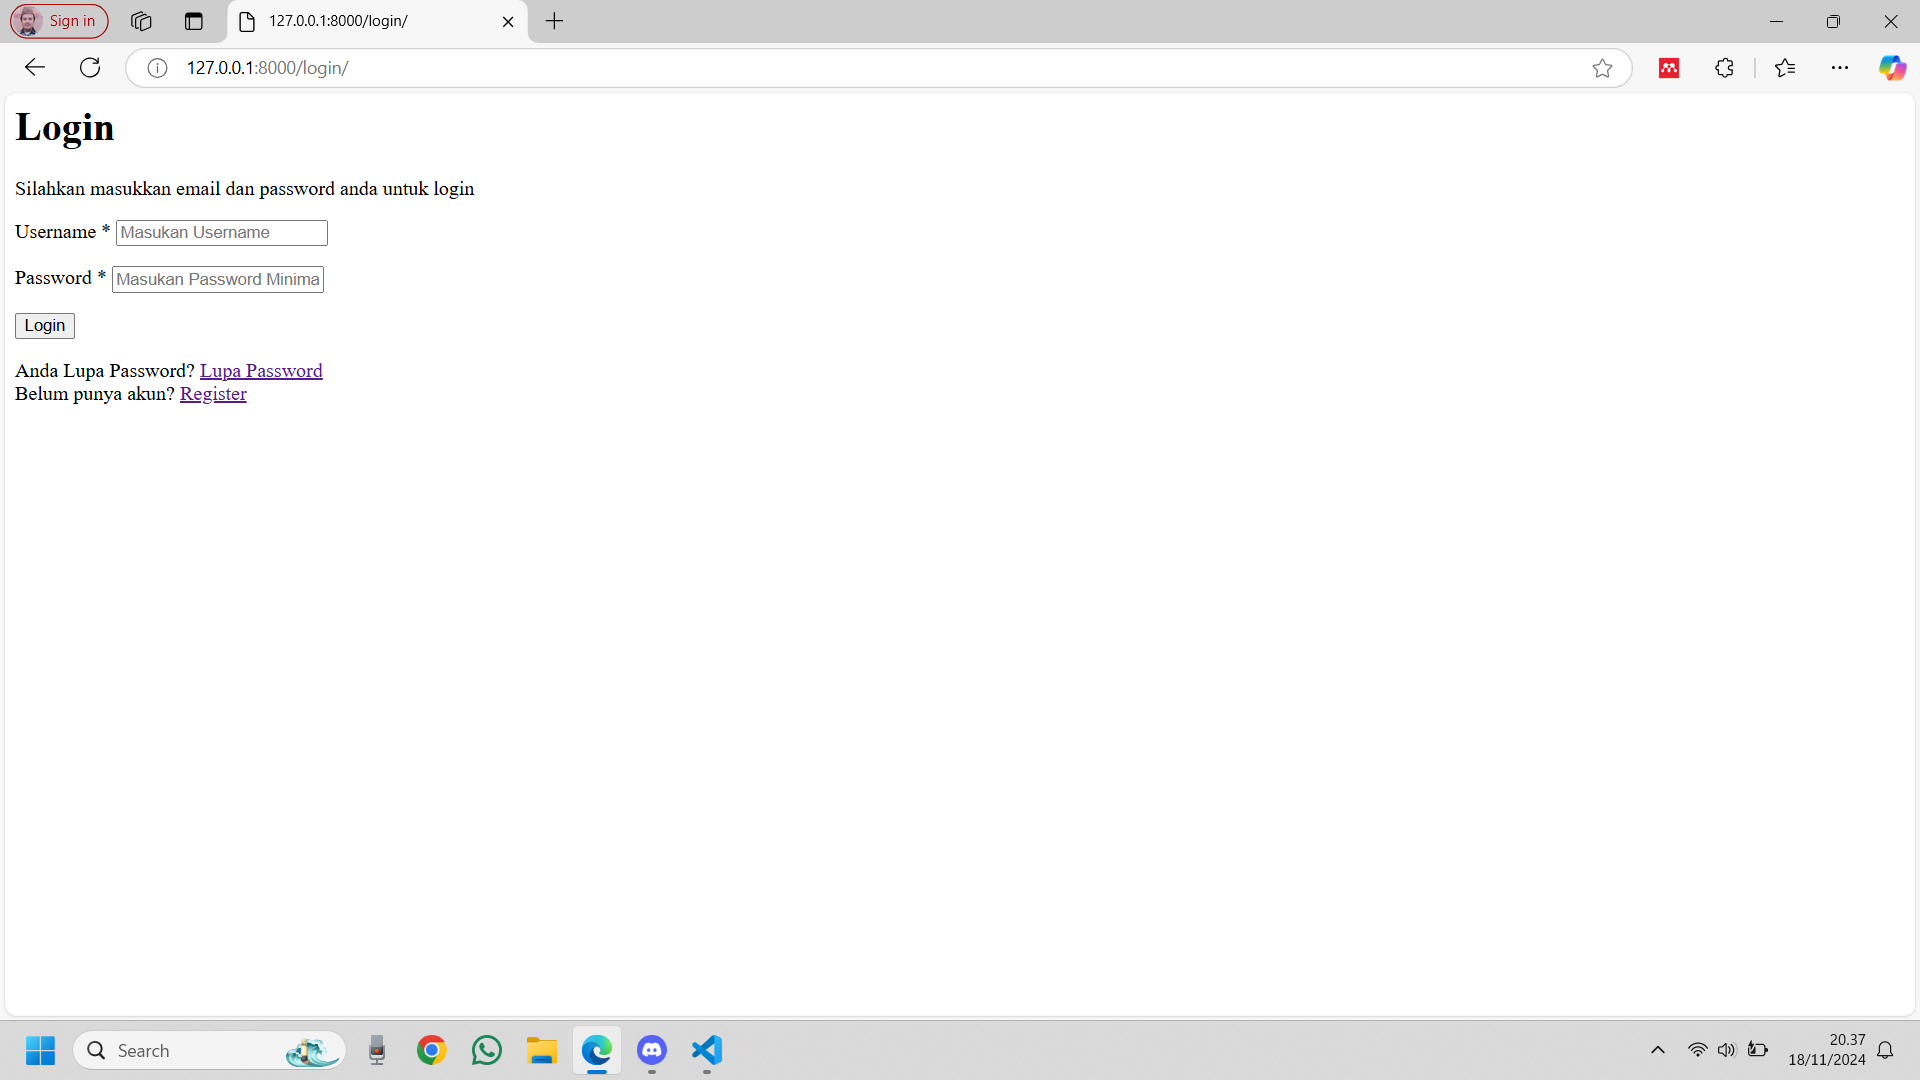 Sign in
127.0.0.1:8000/login/
127.0.0.1:8000/login/
Login
Silahkan masukkan email dan password anda untuk login
Username * Masukan Username
Password * Masukan Password Minima
Login
Anda Lupa Password? Lupa Password
Belum punya akun? Register
Search
20.37
18/11/2024